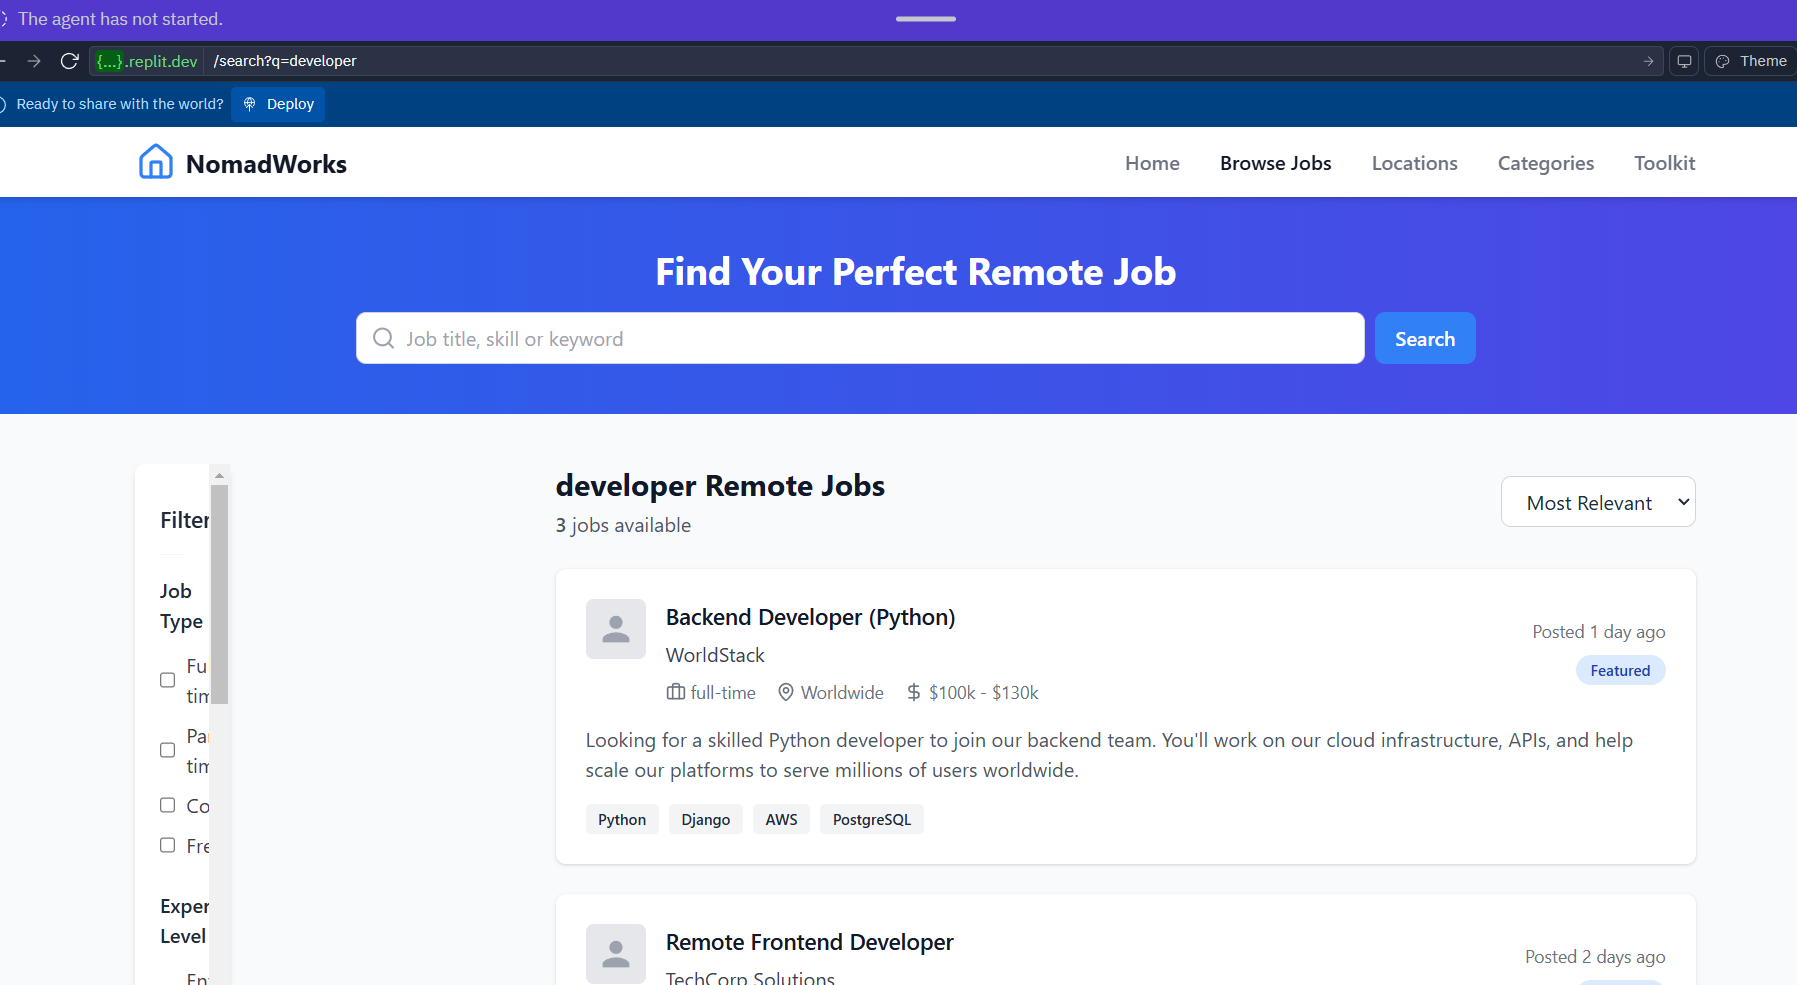 The agent has not started.
{...}.replit.dev /search?q=developer
Theme
Ready to share with the world? Deploy
NomadWorks
Home Browse Jobs Locations Categories Toolkit
Find Your Perfect Remote Job
Job title, skill or keyword Search
Filter
Job
Type
Fu
tim
Pa
tim
Co
Fre
Exper
Level
En
developer Remote Jobs
3 jobs available
Most Relevant
Backend Developer (Python)
WorldStack
full-time Worldwide $100k - $130k
Posted 1 day ago
Featured
Looking for a skilled Python developer to join our backend team. You'll work on our cloud infrastructure, APIs, and help
scale our platforms to serve millions of users worldwide.
Python Django AWS PostgreSQL
Remote Frontend Developer
TechCorp Solutions
Posted 2 days ago